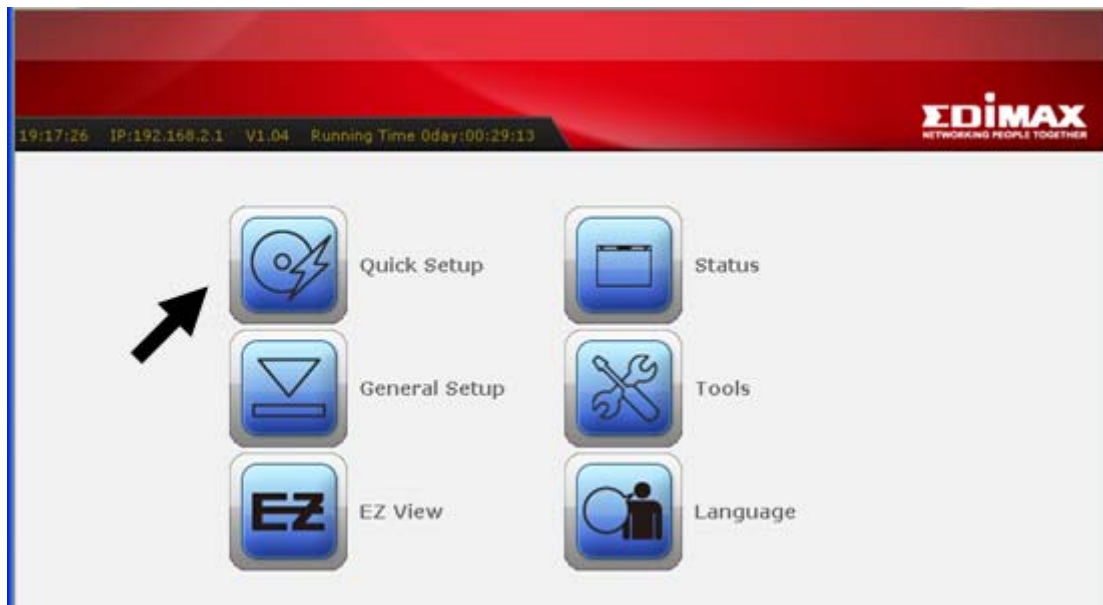 EDiMAX
NETWORKING PEOPLE TOGETHER
19:17:26 IP:192.168.2.1 V1.04 Running Time 0day:00:29:13
Quick Setup
Status
General Setup
Tools
EZ
EZ View
Language